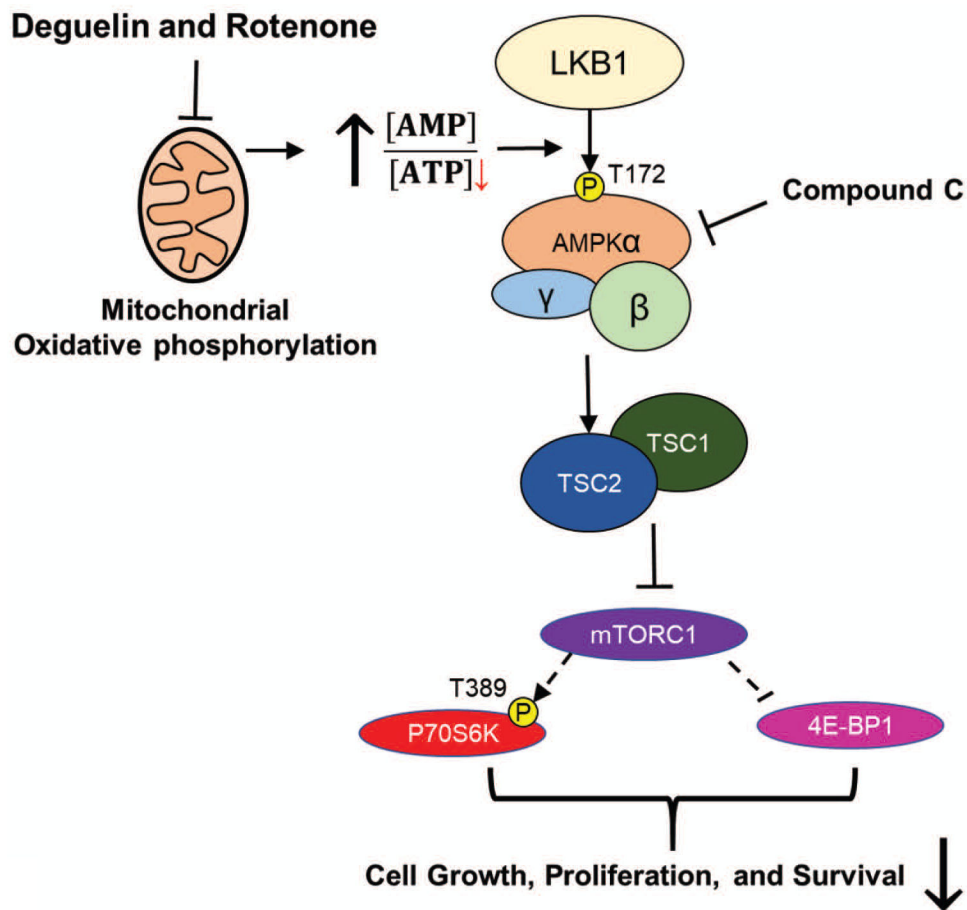 Deguelin and Rotenone
LKB1
[AMP]
[ATP]↓
P T172
Compound C
AMPKα
γ
β
Mitochondrial
Oxidative phosphorylation
TSC1
TSC2
mTORC1
T389
P
P70S6K
4E-BP1
Cell Growth, Proliferation, and Survival